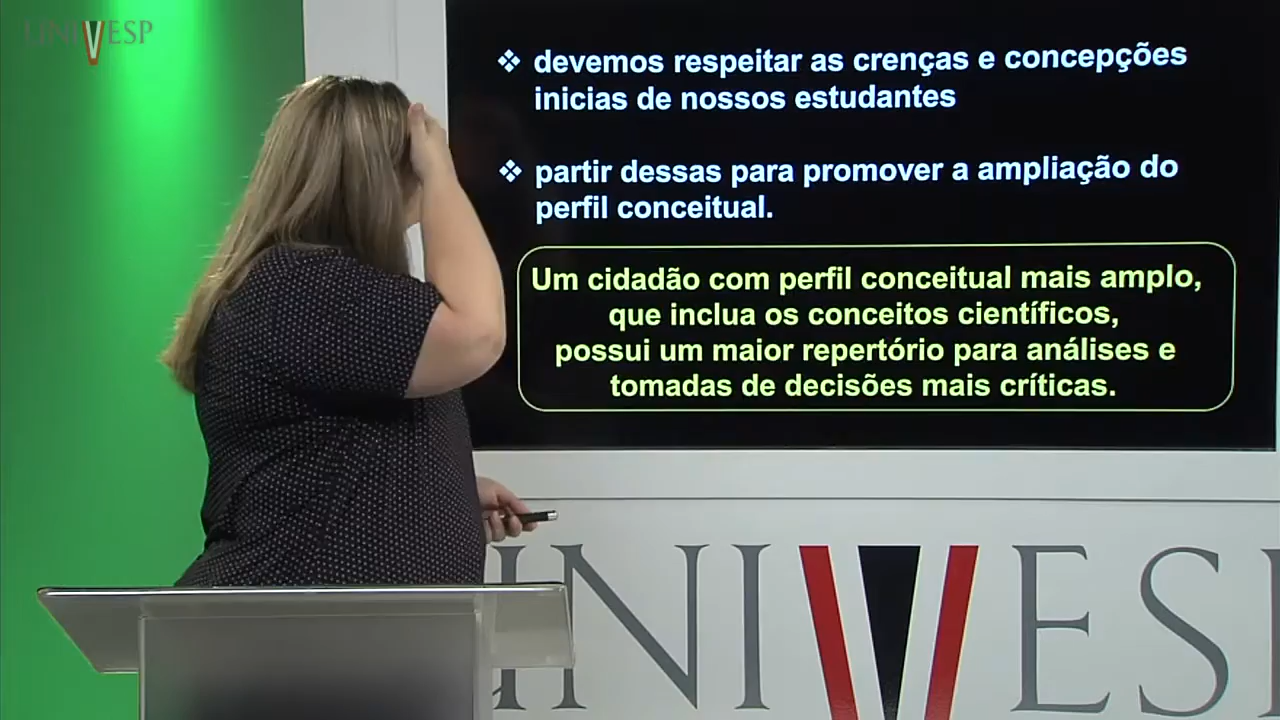 UNIVESP
❖ devemos respeitar as crenças e concepções
inicias de nossos estudantes
❖ partir dessas para promover a ampliação do
perfil conceitual.
Um cidadão com perfil conceitual mais amplo,
que inclua os conceitos científicos,
possui um maior repertório para análises e
tomadas de decisões mais críticas.
UNIVESP